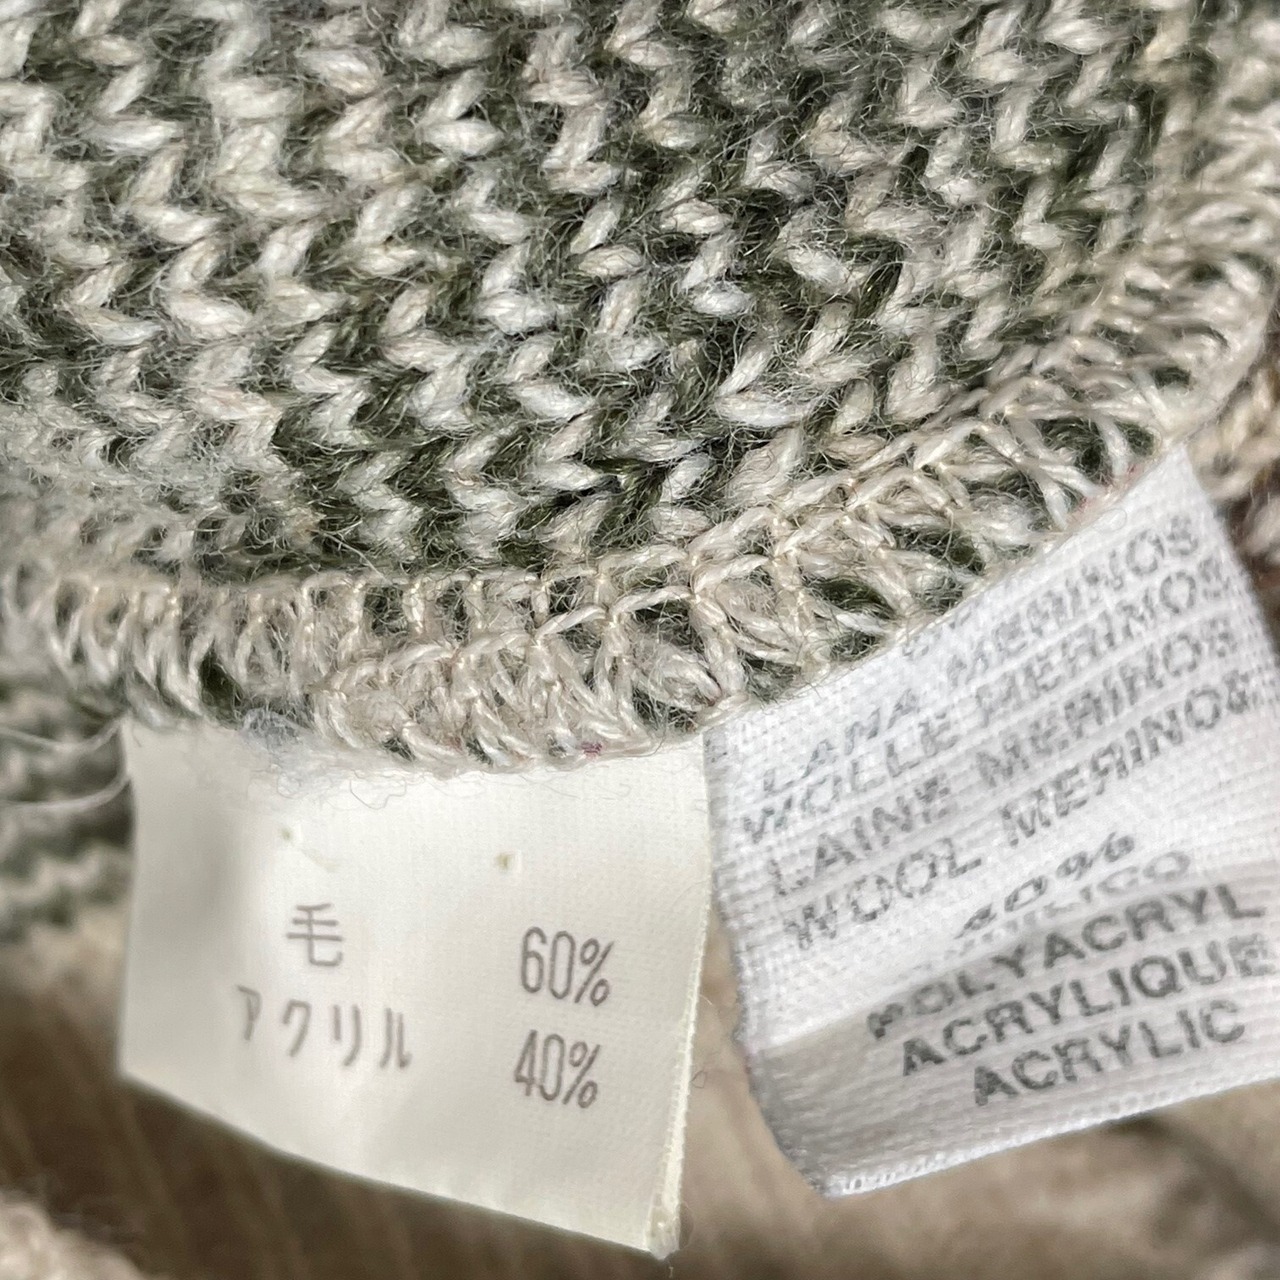 毛 60%
アクリル 40%
LANA MERINOS
WOLLE MERINOS
LAINE MERINOS
WOOL MERINOS
40%
POLYACRYL
ACRYLIQUE
ACRYLIC